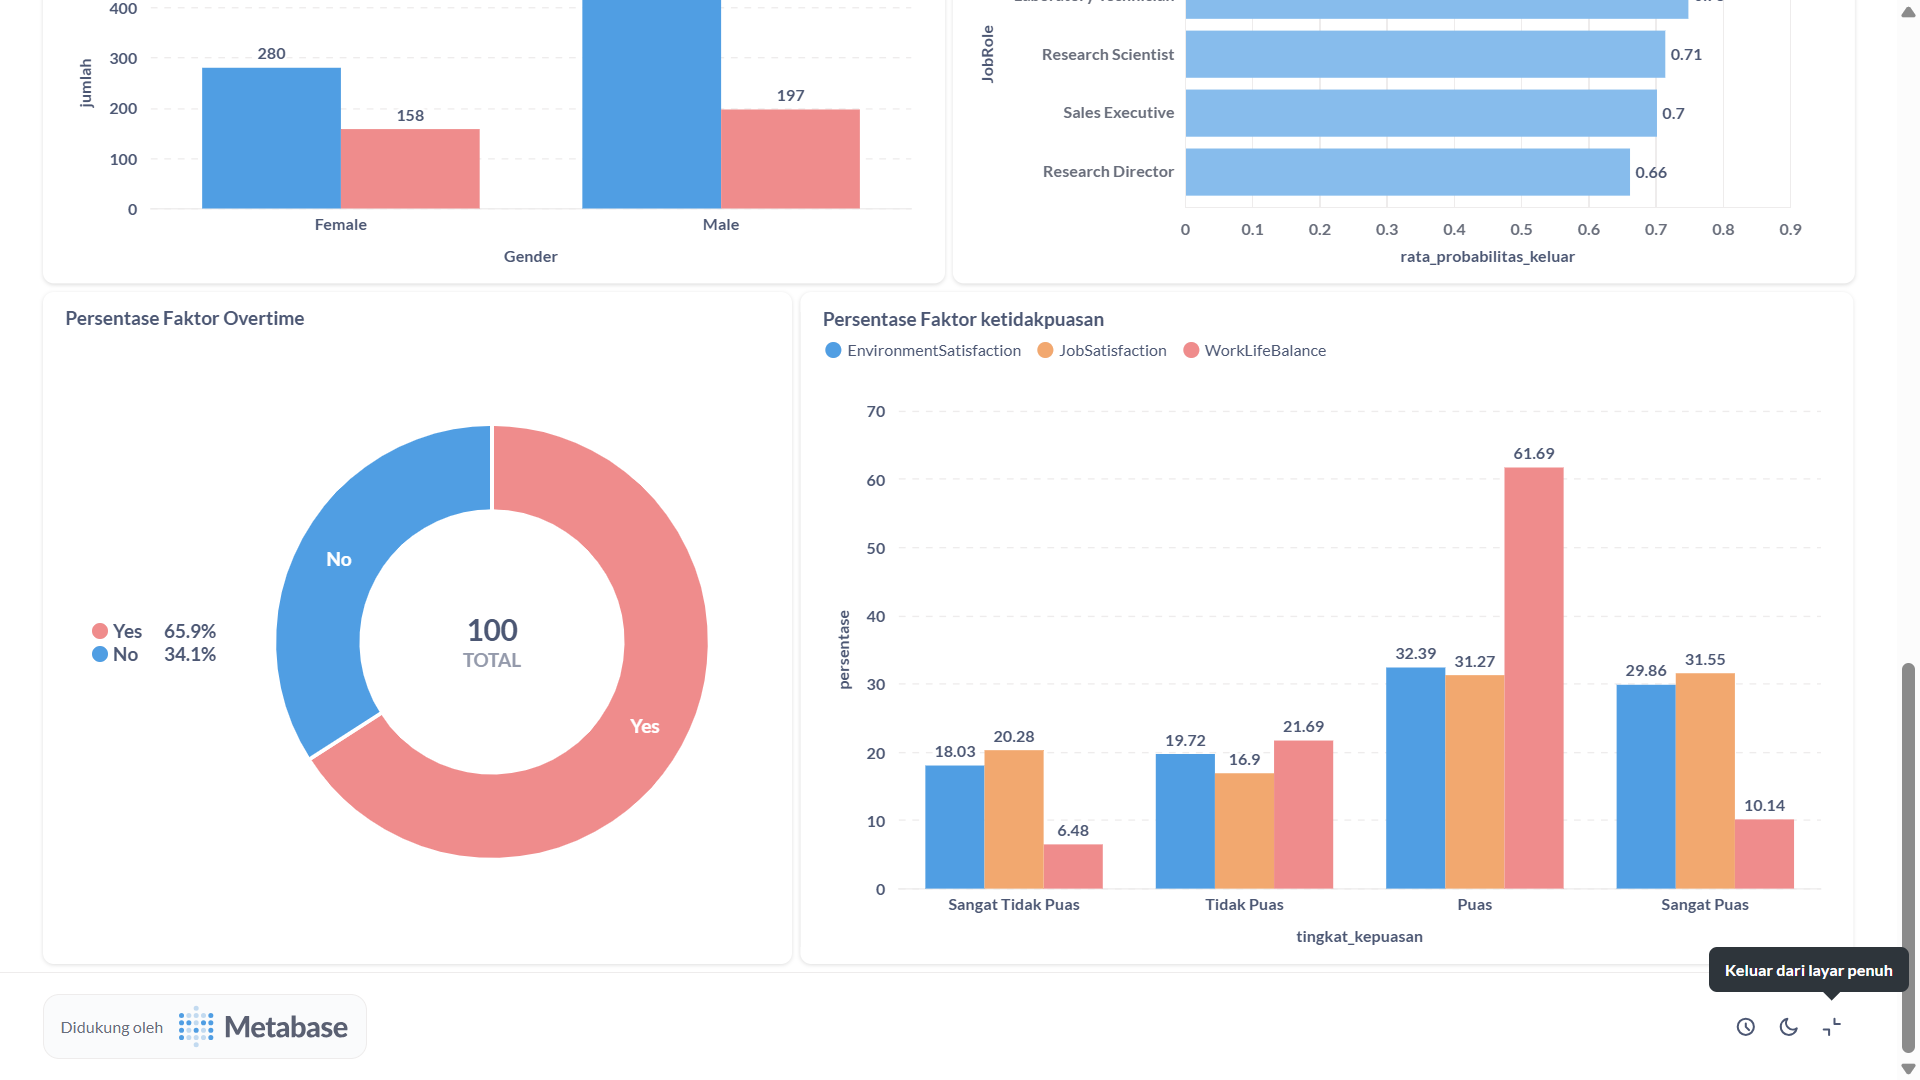 400
300
200
100
0
jumlah
280
158
197
Female
Male
Gender
JobRole
Research Scientist
0.71
Sales Executive
0.7
Research Director
0.66
0 0.1 0.2 0.3 0.4 0.5 0.6 0.7 0.8 0.9
rata_probabilitas_keluar
Persentase Faktor Overtime
Yes 65.9%
No 34.1%
No
100
TOTAL
Yes
Persentase Faktor ketidakpuasan
EnvironmentSatisfaction JobSatisfaction WorkLifeBalance
70
60
50
40
30
20
10
0
persentase
18.03
20.28
6.48
19.72
16.9
21.69
32.39
31.27
61.69
29.86
31.55
10.14
Sangat Tidak Puas
Tidak Puas
Puas
Sangat Puas
tingkat_kepuasan
Keluar dari layar penuh
Didukung oleh Metabase